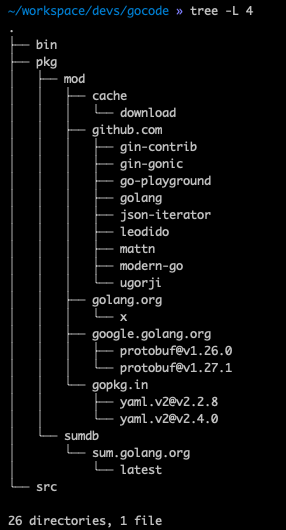 ~/workspace/devs/gocode » tree -L 4
.
├── bin
├── pkg
│   ├── mod
│   │   ├── cache
│   │   │   └── download
│   │   ├── github.com
│   │   │   ├── gin-contrib
│   │   │   ├── gin-gonic
│   │   │   ├── go-playground
│   │   │   ├── golang
│   │   │   ├── json-iterator
│   │   │   ├── leodido
│   │   │   ├── mattn
│   │   │   ├── modern-go
│   │   │   └── ugorji
│   │   ├── golang.org
│   │   │   └── x
│   │   ├── google.golang.org
│   │   │   ├── protobuf@v1.26.0
│   │   │   └── protobuf@v1.27.1
│   │   └── gopkg.in
│   │       ├── yaml.v2@v2.2.8
│   │       └── yaml.v2@v2.4.0
│   └── sumdb
│       └── sum.golang.org
│           └── latest
└── src

26 directories, 1 file